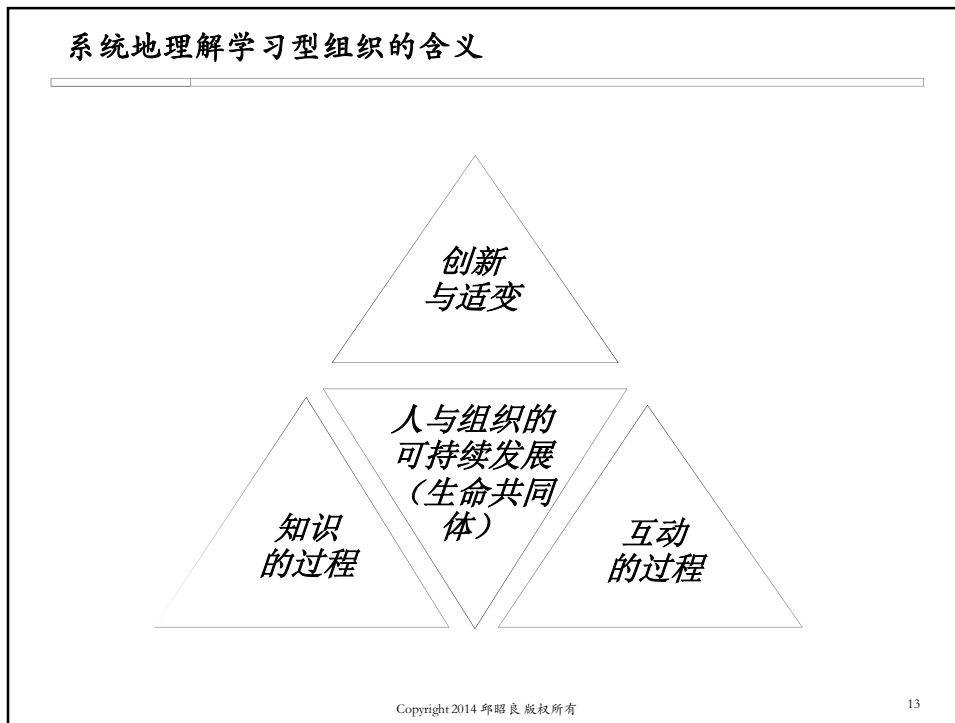 系统地理解学习型组织的含义
创新
与适变
人与组织的
可持续发展
（生命共同
体）
知识
的过程
互动
的过程
Copyright 2014 邱昭良 版权所有
13